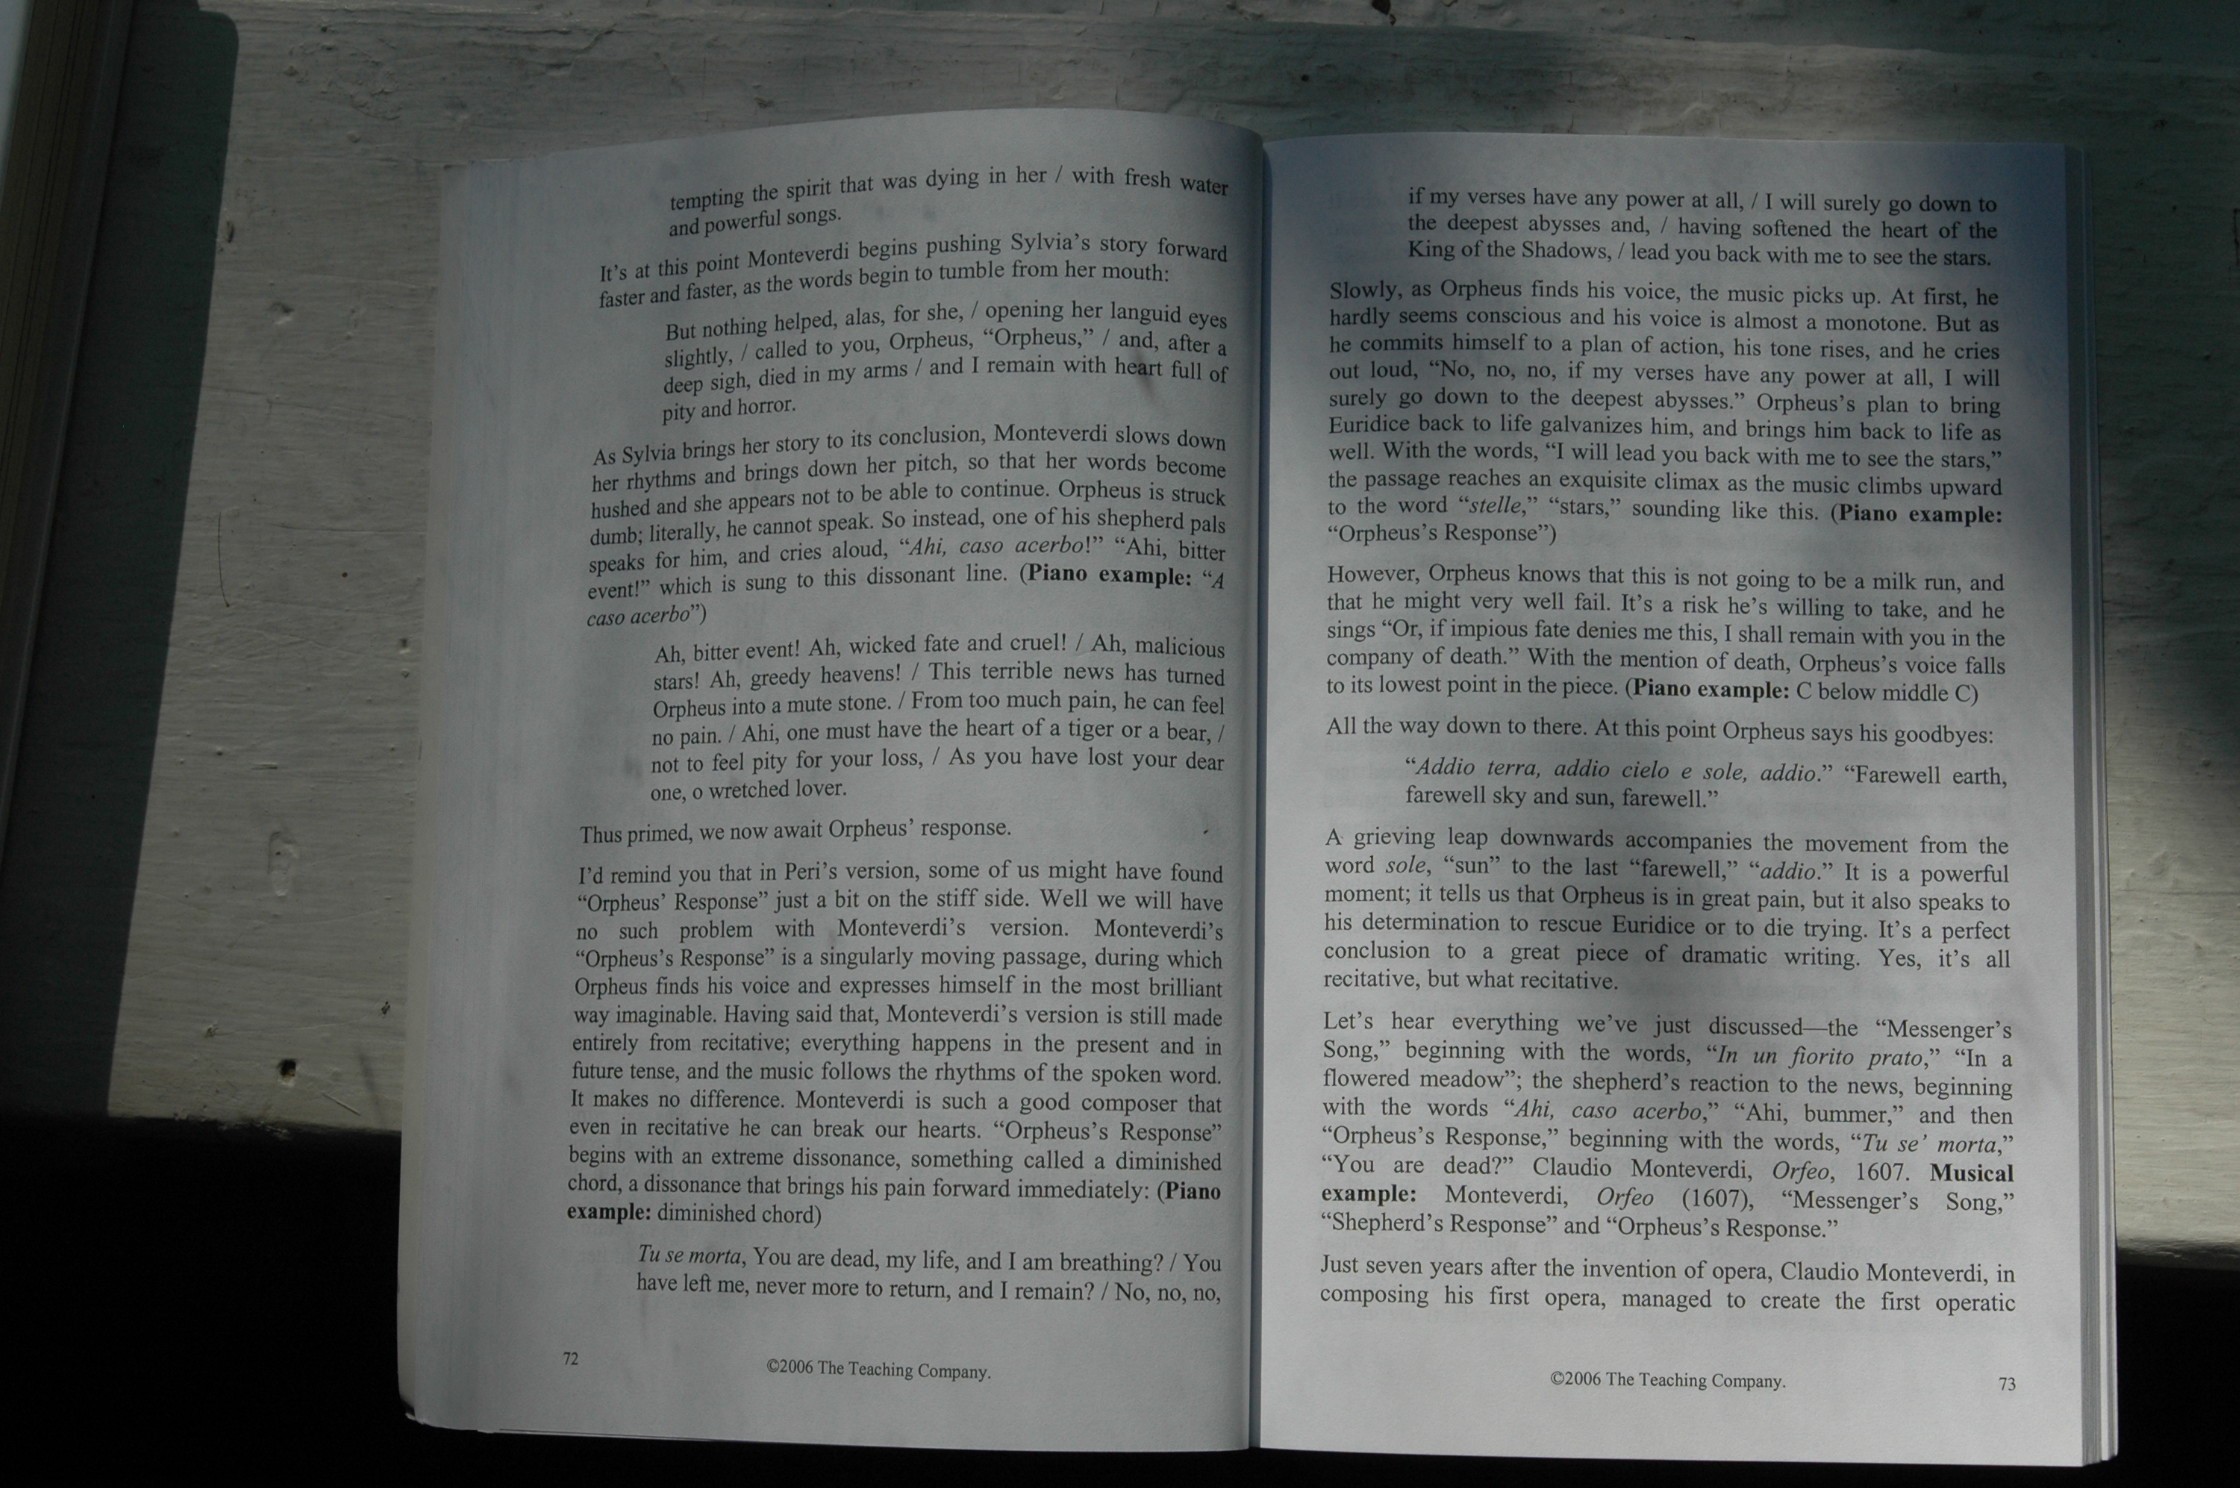 tempting the spirit that was dying in her / with fresh water
and powerful songs.
It's at this point Monteverdi begins pushing Sylvia's story forward
faster and faster, as the words begin to tumble from her mouth:
But nothing helped, alas, for she, / opening her languid eyes
slightly, / called to you, Orpheus, “Orpheus,” / and, after a
deep sigh, died in my arms / and I remain with heart full of
pity and horror.
As Sylvia brings her story to its conclusion, Monteverdi slows down
her rhythms and brings down her pitch, so that her words become
hushed and she appears not to be able to continue. Orpheus is struck
dumb; literally, he cannot speak. So instead, one of his shepherd pals
speaks for him, and cries aloud, “Ahi, caso acerbo!” “Ahi, bitter
event!” which is sung to this dissonant line. (Piano example: “A
caso acerbo”)
Ah, bitter event! Ah, wicked fate and cruel! / Ah, malicious
stars! Ah, greedy heavens! / This terrible news has turned
Orpheus into a mute stone. / From too much pain, he can feel
no pain. / Ahi, one must have the heart of a tiger or a bear, /
not to feel pity for your loss, / As you have lost your dear
one, o wretched lover.
Thus primed, we now await Orpheus' response.
I'd remind you that in Peri's version, some of us might have found
“Orpheus' Response” just a bit on the stiff side. Well we will have
no such problem with Monteverdi's version. Monteverdi's
“Orpheus's Response” is a singularly moving passage, during which
Orpheus finds his voice and expresses himself in the most brilliant
way imaginable. Having said that, Monteverdi's version is still made
entirely from recitative; everything happens in the present and in
future tense, and the music follows the rhythms of the spoken word.
It makes no difference. Monteverdi is such a good composer that
even in recitative he can break our hearts. “Orpheus's Response”
begins with an extreme dissonance, something called a diminished
chord, a dissonance that brings his pain forward immediately: (Piano
example: diminished chord)
Tu se morta, You are dead, my life, and I am breathing? / You
have left me, never more to return, and I remain? / No, no, no,
72
©2006 The Teaching Company.
if my verses have any power at all, / I will surely go down to
the deepest abysses and, / having softened the heart of the
King of the Shadows, / lead you back with me to see the stars.
Slowly, as Orpheus finds his voice, the music picks up. At first, he
hardly seems conscious and his voice is almost a monotone. But as
he commits himself to a plan of action, his tone rises, and he cries
out loud, “No, no, no, if my verses have any power at all, I will
surely go down to the deepest abysses.” Orpheus's plan to bring
Euridice back to life galvanizes him, and brings him back to life as
well. With the words, “I will lead you back with me to see the stars,”
the passage reaches an exquisite climax as the music climbs upward
to the word “stelle,” “stars,” sounding like this. (Piano example:
“Orpheus's Response”)
However, Orpheus knows that this is not going to be a milk run, and
that he might very well fail. It's a risk he's willing to take, and he
sings “Or, if impious fate denies me this, I shall remain with you in the
company of death.” With the mention of death, Orpheus's voice falls
to its lowest point in the piece. (Piano example: C below middle C)
All the way down to there. At this point Orpheus says his goodbyes:
“Addio terra, addio cielo e sole, addio.” “Farewell earth,
farewell sky and sun, farewell.”
A grieving leap downwards accompanies the movement from the
word sole, “sun” to the last “farewell,” “addio.” It is a powerful
moment; it tells us that Orpheus is in great pain, but it also speaks to
his determination to rescue Euridice or to die trying. It's a perfect
conclusion to a great piece of dramatic writing. Yes, it's all
recitative, but what recitative.
Let's hear everything we've just discussed—the “Messenger's
Song,” beginning with the words, “In un fiorito prato,” “In a
flowered meadow”; the shepherd's reaction to the news, beginning
with the words “Ahi, caso acerbo,” “Ahi, bummer,” and then
“Orpheus's Response,” beginning with the words, “Tu se' morta,”
“You are dead?” Claudio Monteverdi, Orfeo, 1607. Musical
example: Monteverdi, Orfeo (1607), “Messenger's Song,”
“Shepherd's Response” and “Orpheus's Response.”
Just seven years after the invention of opera, Claudio Monteverdi, in
composing his first opera, managed to create the first operatic
©2006 The Teaching Company.
73